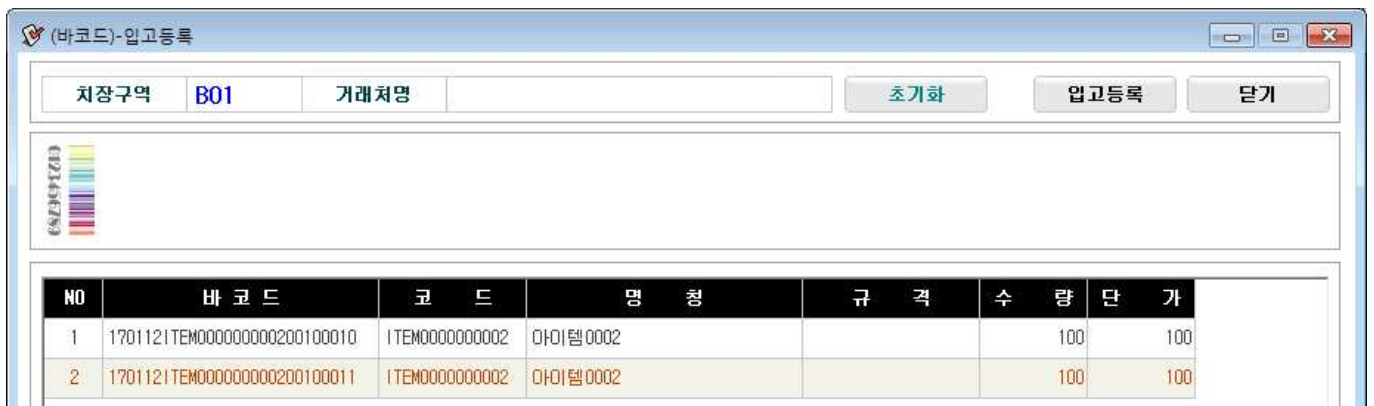 (바코드)-입고등록
치장구역 B01 거래처명 초기화 입고등록 닫기
0123456789
NO 바 코 드 코 드 명 칭 규 격 수 량 단 가
1 170112ITEM0000000000200100010 ITEM0000000002 아이템0002 100 100
2 170112ITEM0000000000200100011 ITEM0000000002 아이템0002 100 100